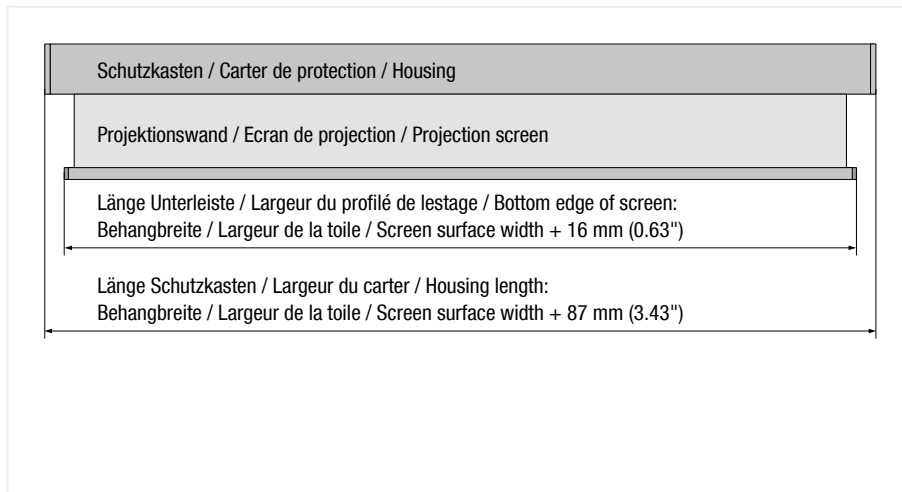 Schutzkasten / Carter de protection / Housing
Projektionswand / Ecran de projection / Projection screen
Länge Unterleiste / Largeur du profilé de lestage / Bottom edge of screen:
Behangbreite / Largeur de la toile / Screen surface width + 16 mm (0.63")
Länge Schutzkasten / Largeur du carter / Housing length:
Behangbreite / Largeur de la toile / Screen surface width + 87 mm (3.43")